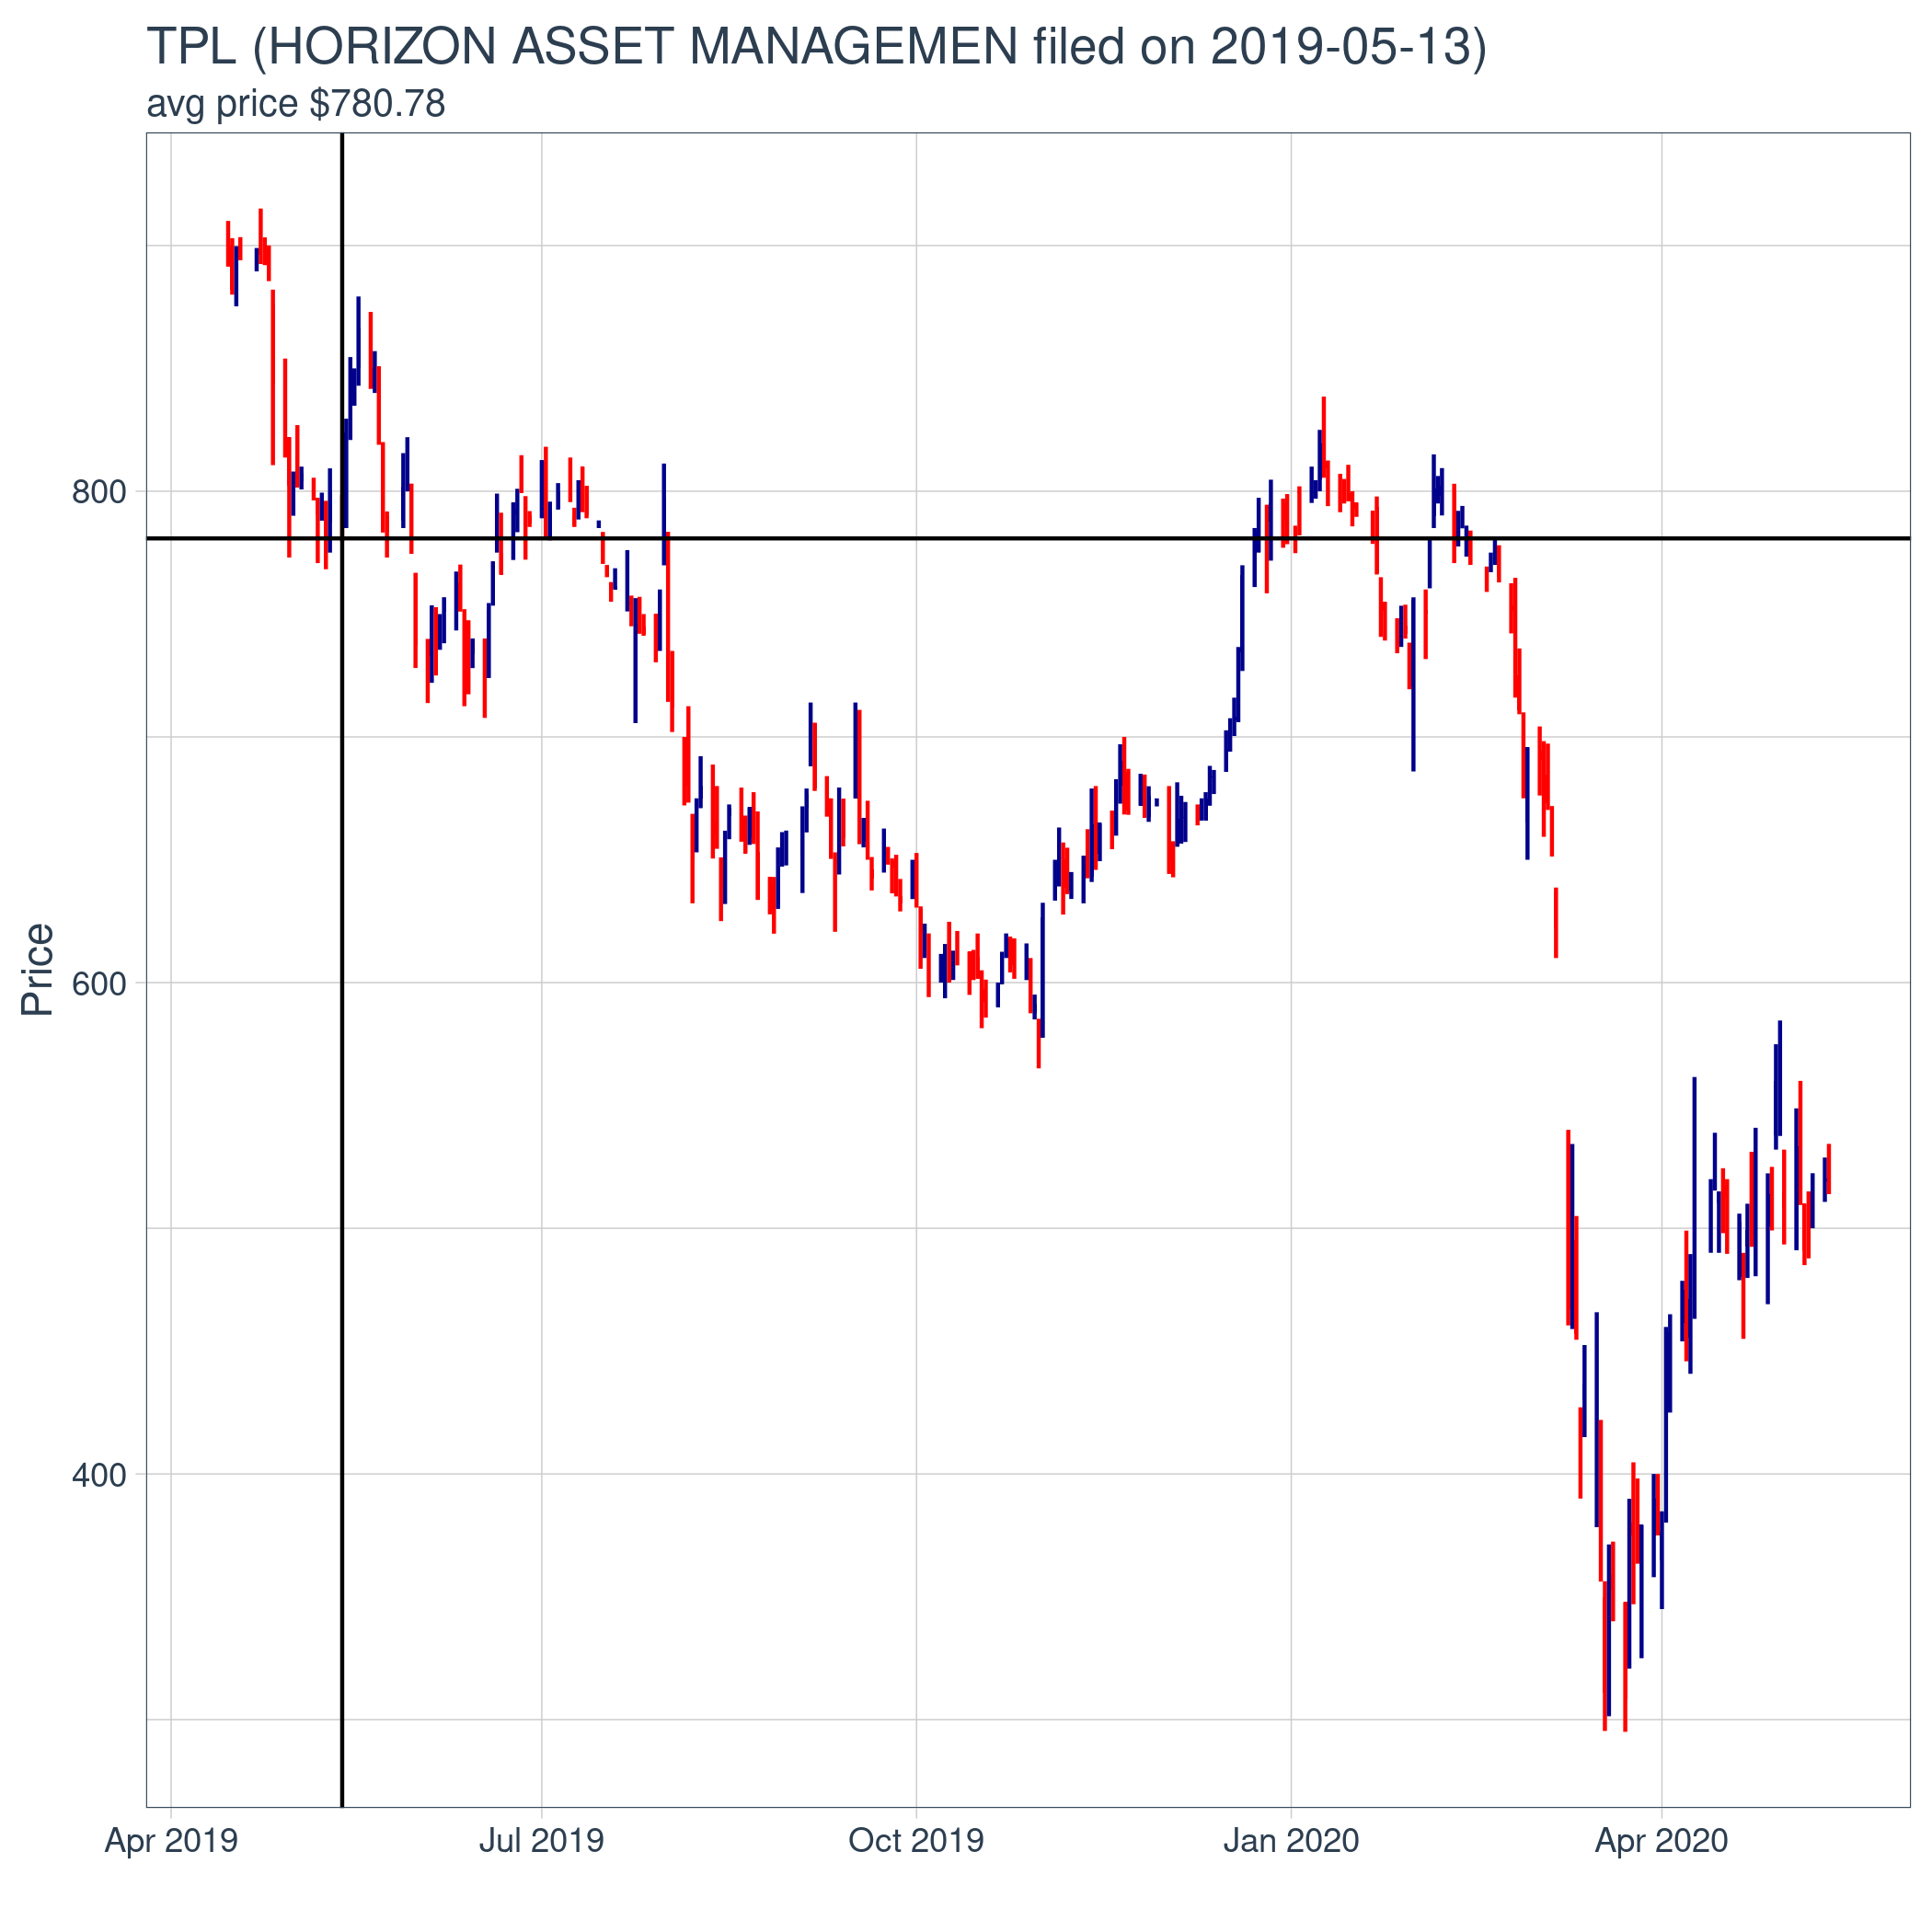 TPL (HORIZON ASSET MANAGEMEN filed on 2019-05-13)
avg price $780.78
800
600
400
Price
Apr 2019
Jul 2019
Oct 2019
Jan 2020
Apr 2020